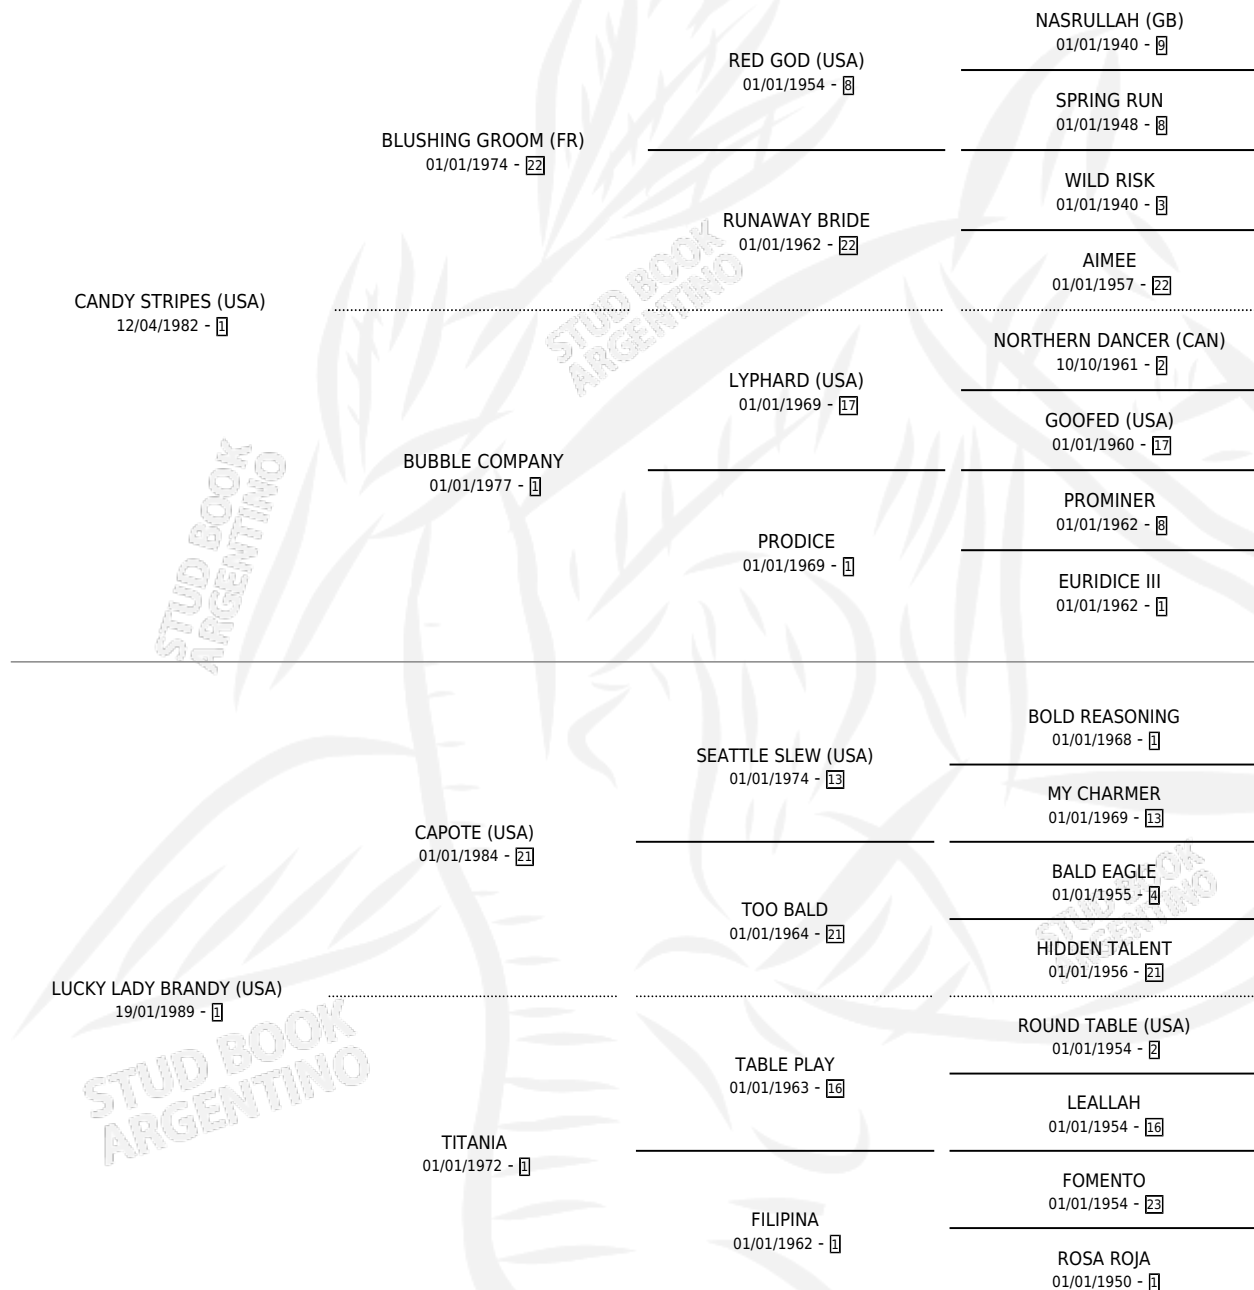 NASRULLAH (GB)
01/01/1940 - 9
RED GOD (USA)
01/01/1954 - 8
SPRING RUN
01/01/1948 - 8
BLUSHING GROOM (FR)
01/01/1974 - 22
WILD RISK
01/01/1940 - 3
RUNAWAY BRIDE
01/01/1962 - 22
AIMEE
01/01/1957 - 22
CANDY STRIPES (USA)
12/04/1982 - 1
NORTHERN DANCER (CAN)
10/10/1961 - 2
LYPHARD (USA)
01/01/1969 - 17
GOOFED (USA)
01/01/1960 - 17
BUBBLE COMPANY
01/01/1977 - 1
PROMINER
01/01/1962 - 8
PRODICE
01/01/1969 - 1
EURIDICE III
01/01/1962 - 1
BOLD REASONING
01/01/1968 - 1
SEATTLE SLEW (USA)
01/01/1974 - 13
MY CHARMER
01/01/1969 - 13
CAPOTE (USA)
01/01/1984 - 21
BALD EAGLE
01/01/1955 - 4
TOO BALD
01/01/1964 - 21
HIDDEN TALENT
01/01/1956 - 21
LUCKY LADY BRANDY (USA)
19/01/1989 - 1
ROUND TABLE (USA)
01/01/1954 - 2
TABLE PLAY
01/01/1963 - 16
LEALLAH
01/01/1954 - 16
TITANIA
01/01/1972 - 1
FOMENTO
01/01/1954 - 23
FILIPINA
01/01/1962 - 1
ROSA ROJA
01/01/1950 - 1
STUD BOOK
ARGENTINO
STUD BOOK
ARGENTINO
STUD BOOK
ARGENTINO
STUD BOOK
ARGENTINO